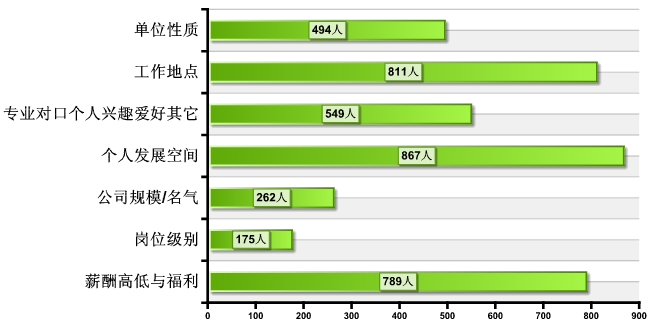 单位性质 494人
工作地点 811人
专业对口个人兴趣爱好其它 549人
个人发展空间 867人
公司规模/名气 262人
岗位级别 175人
薪酬高低与福利 789人
0 100 200 300 400 500 600 700 800 900